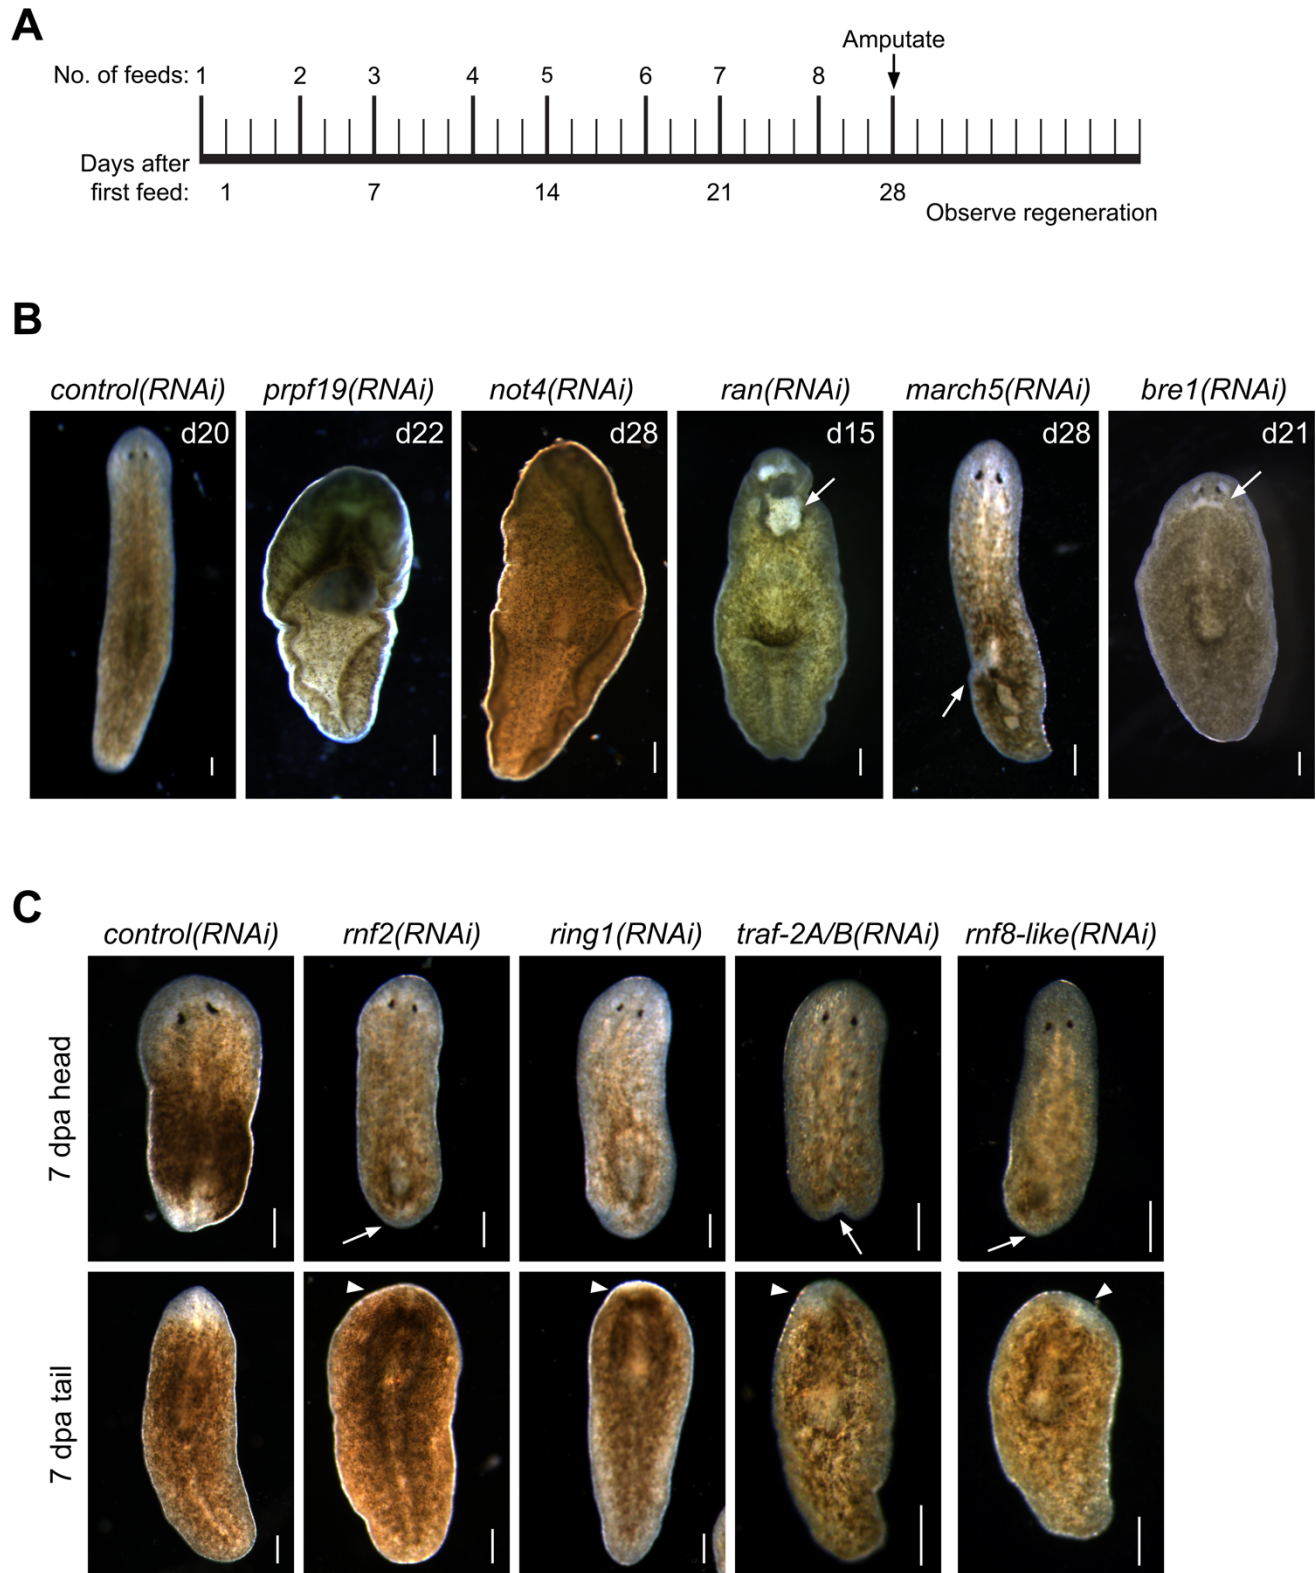 A
Amputate
No. of feeds: 1 2 3 4 5 6 7 8
Days after
first feed: 1 7 14 21 28
Observe regeneration
B
control(RNAi) prpf19(RNAi) not4(RNAi) ran(RNAi) march5(RNAi) bre1(RNAi)
d20 d22 d28 d15 d28 d21
C
control(RNAi) rnf2(RNAi) ring1(RNAi) traf-2A/B(RNAi) rnf8-like(RNAi)
7 dpa head
7 dpa tail